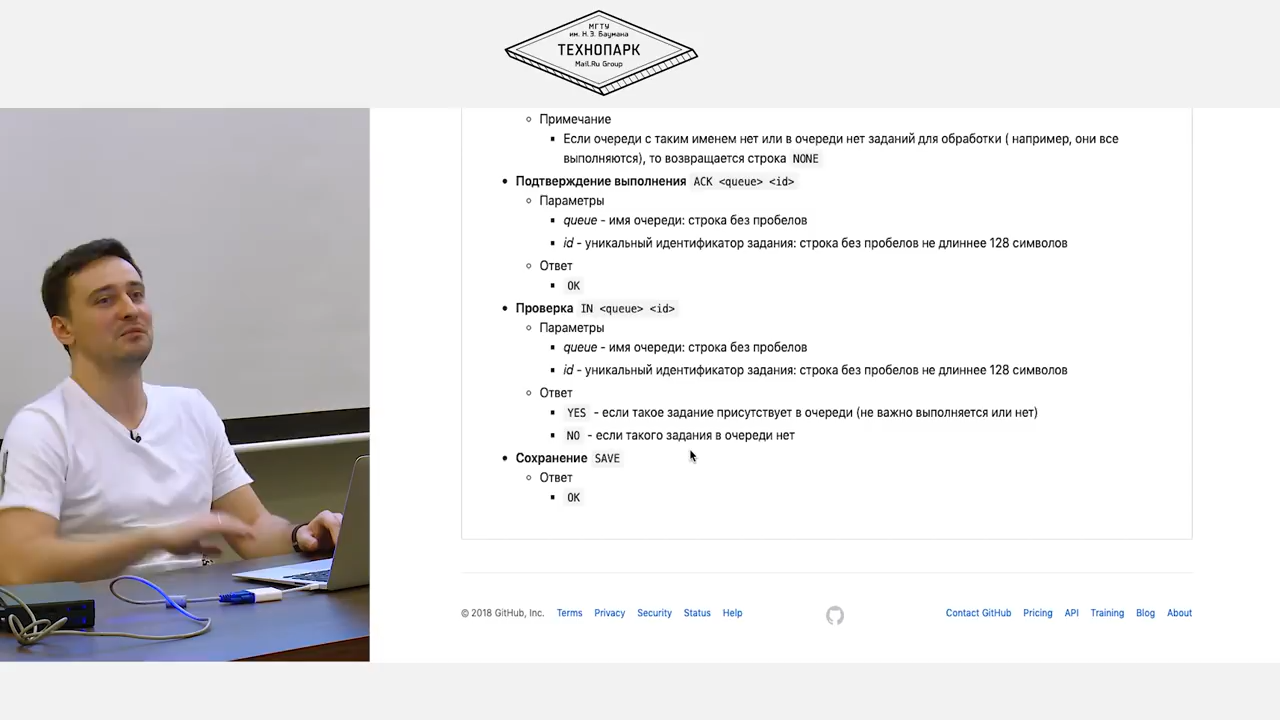 МГТУ
им. Н.Э. Баумана
ТЕХНОПАРК
Mail.Ru Group
Примечание
Если очереди с таким именем нет или в очереди нет заданий для обработки ( например, они все
выполняются), то возвращается строка NONE
Подтверждение выполнения ACK <queue> <id>
Параметры
queue - имя очереди: строка без пробелов
id - уникальный идентификатор задания: строка без пробелов не длиннее 128 символов
Ответ
OK
Проверка IN <queue> <id>
Параметры
queue - имя очереди: строка без пробелов
id - уникальный идентификатор задания: строка без пробелов не длиннее 128 символов
Ответ
YES - если такое задание присутствует в очереди (не важно выполняется или нет)
NO - если такого задания в очереди нет
Сохранение SAVE
Ответ
OK
© 2018 GitHub, Inc. Terms Privacy Security Status Help Contact GitHub Pricing API Training Blog About